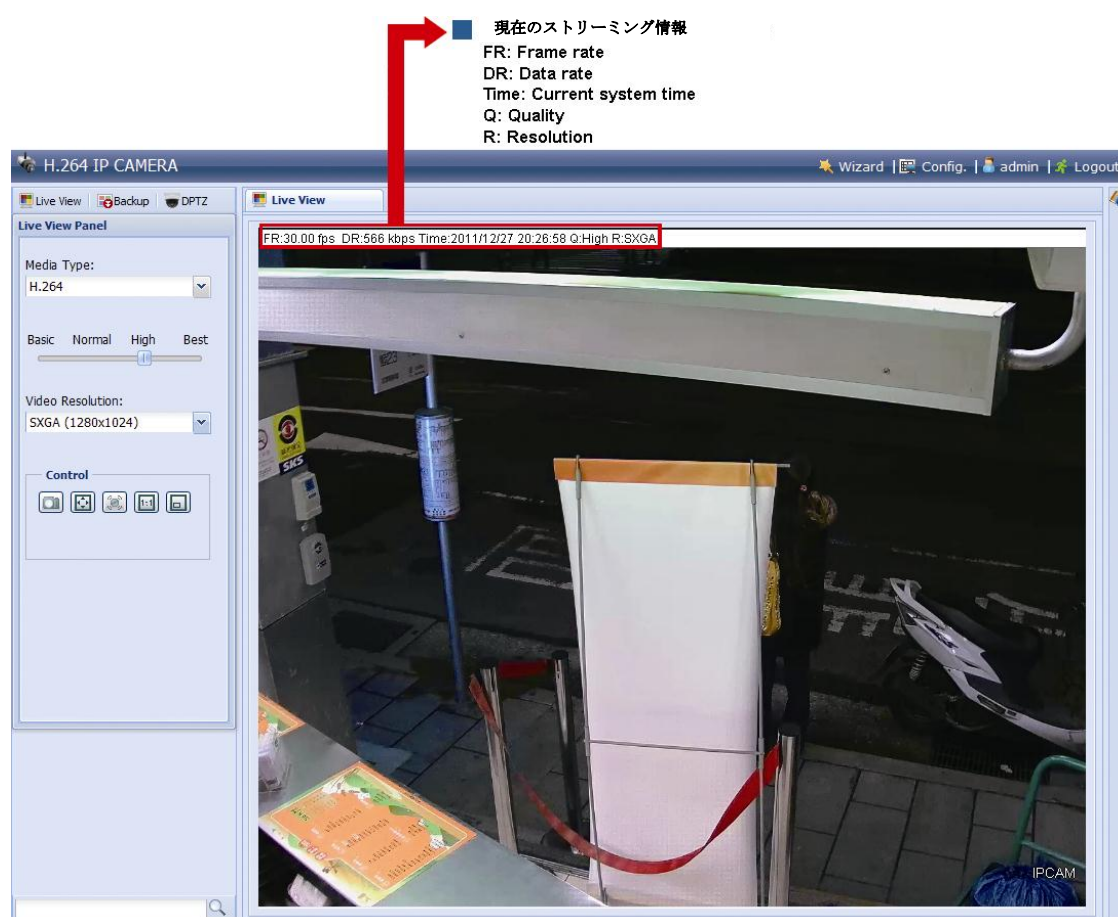 現在のストリーミング情報
FR: Frame rate
DR: Data rate
Time: Current system time
Q: Quality
R: Resolution
H.264 IP CAMERA
Wizard | Config. | admin | Logout
Live View Backup DPTZ
Live View
Live View Panel
FR:30.00 fps DR:566 kbps Time:2011/12/27 20:26:58 Q:High R:SXGA
Media Type:
H.264
Basic Normal High Best
Video Resolution:
SXGA (1280x1024)
Control
1:1
SKS
IPCAM